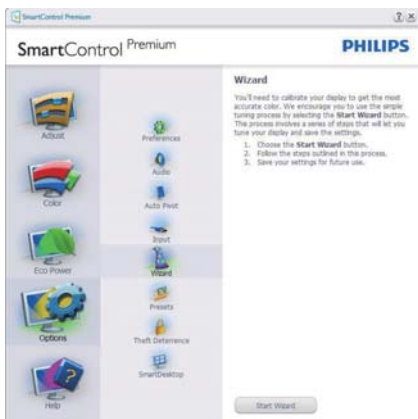 SmartControl Premium
SmartControl Premium
PHILIPS
Adjust
Color
Eco Power
Options
Help
Preferences
Audio
Auto Pivot
Input
Wizard
Presets
Theft Deterrence
SmartDesktop
Wizard
You'll need to calibrate your display to get the most
accurate color. We encourage you to use the simple
tuning process by selecting the Start Wizard button.
The process involves a series of steps that will let you
tune your display and save the settings.
1. Choose the Start Wizard button.
2. Follow the steps outlined in the process.
3. Save your settings for future use.
Start Wizard